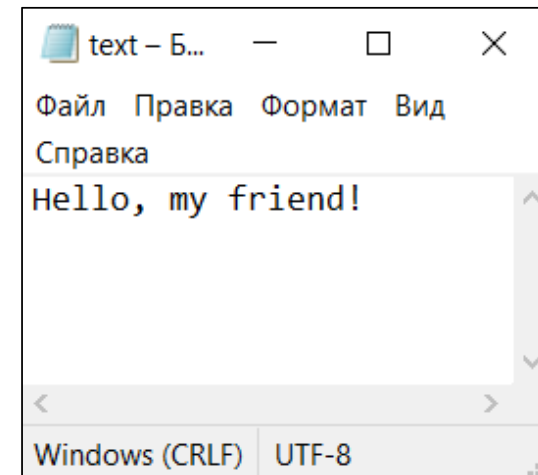 text – Б...
Файл Правка Формат Вид
Справка
Hello, my friend!
Windows (CRLF) UTF-8